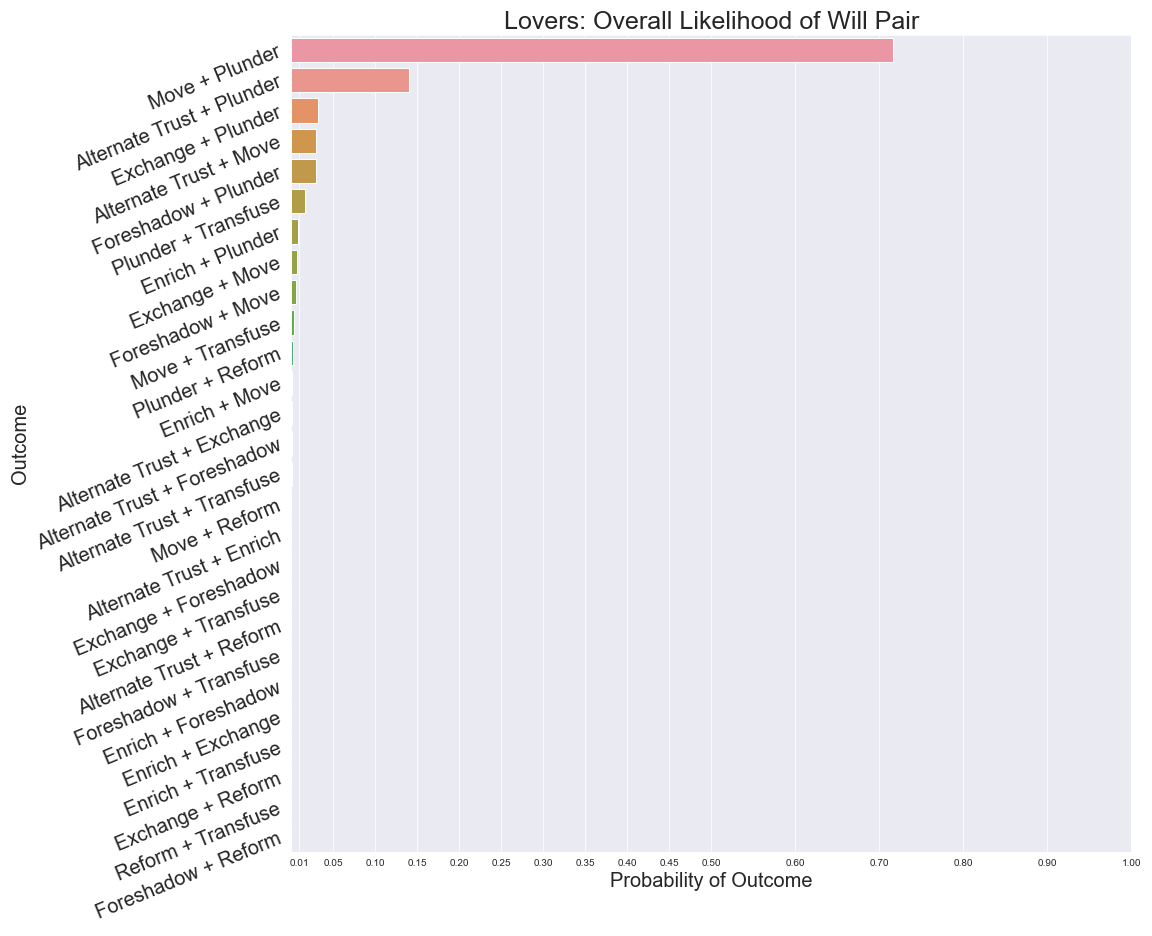 Lovers: Overall Likelihood of Will Pair
Move + Plunder
Alternate Trust + Plunder
Exchange + Plunder
Alternate Trust + Move
Foreshadow + Plunder
Plunder + Transfuse
Enrich + Plunder
Exchange + Move
Foreshadow + Move
Move + Transfuse
Plunder + Reform
Enrich + Move
Alternate Trust + Exchange
Alternate Trust + Foreshadow
Alternate Trust + Transfuse
Move + Reform
Alternate Trust + Enrich
Exchange + Foreshadow
Exchange + Transfuse
Alternate Trust + Reform
Foreshadow + Transfuse
Enrich + Foreshadow
Enrich + Exchange
Enrich + Transfuse
Exchange + Reform
Reform + Transfuse
Foreshadow + Reform
Outcome
0.01 0.05 0.10 0.15 0.20 0.25 0.30 0.35 0.40 0.45 0.50 0.60 0.70 0.80 0.90 1.00
Probability of Outcome